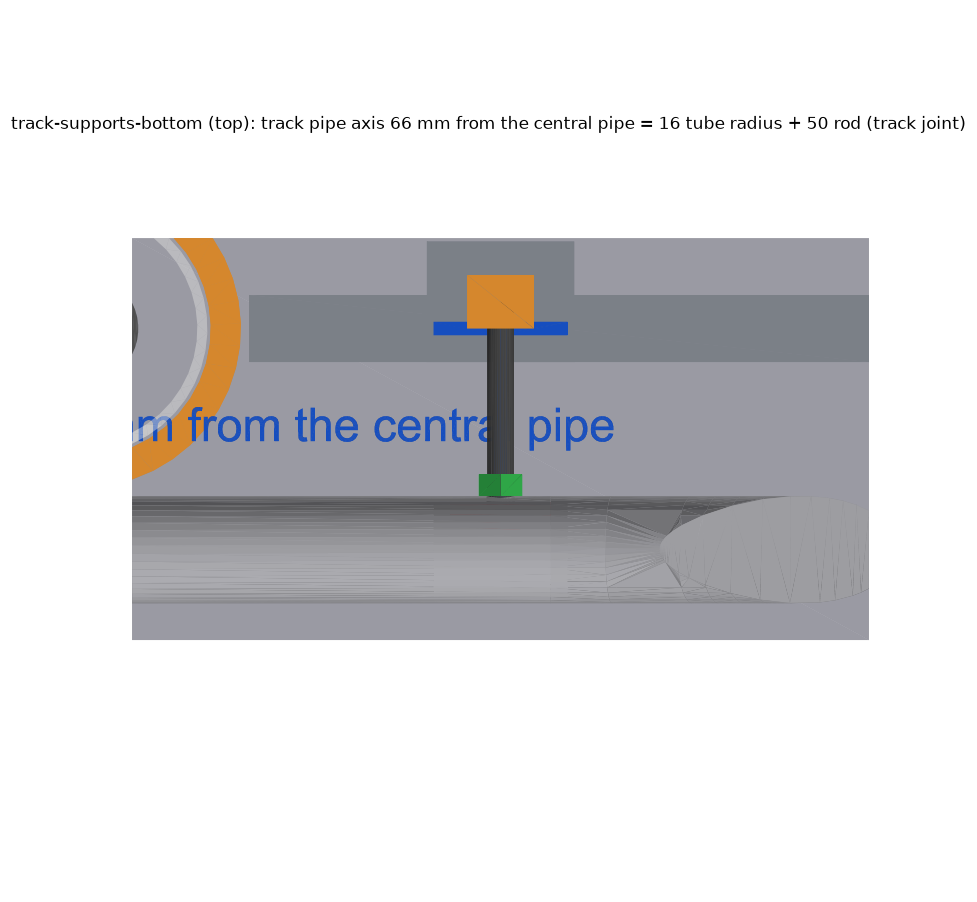 track-supports-bottom (top): track pipe axis 66 mm from the central pipe = 16 tube radius + 50 rod (track joint)
from the central pipe